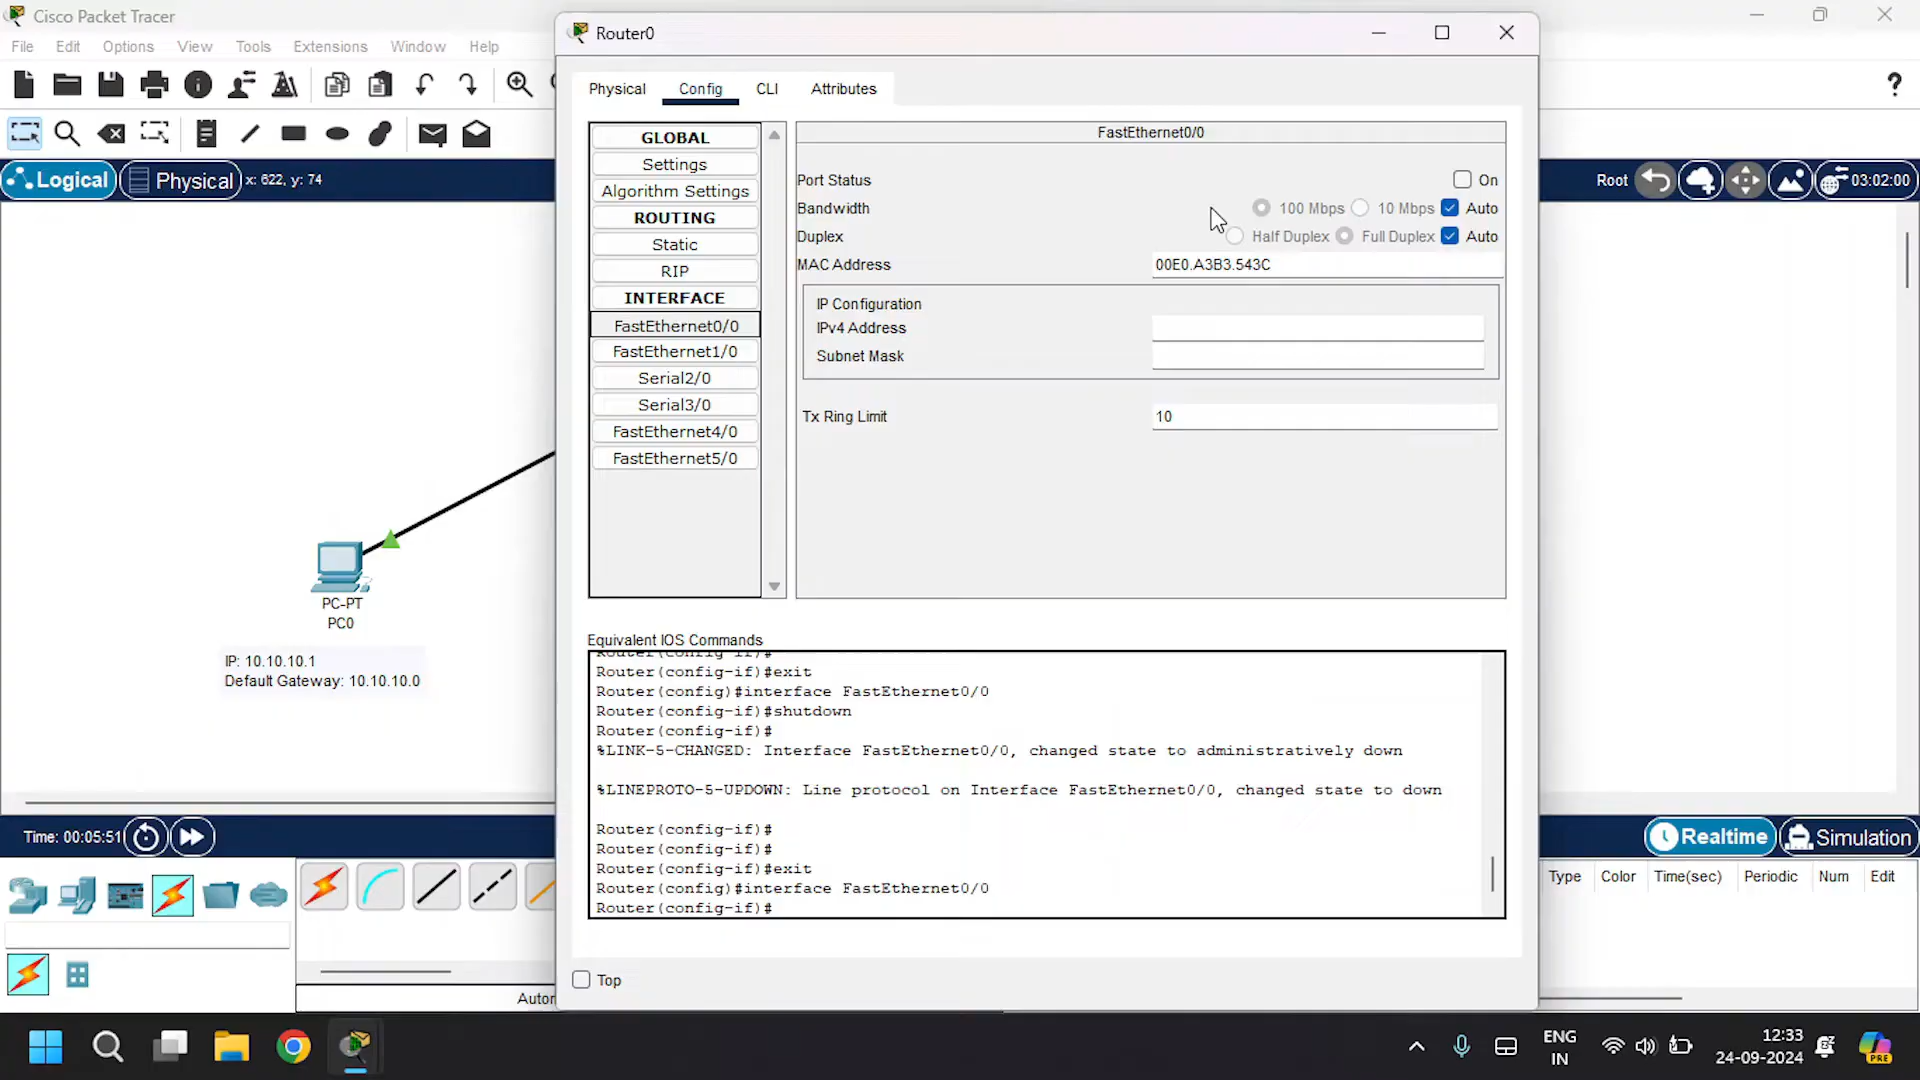 Cisco Packet Tracer
File Edit Options View Tools Extensions Window Help
Logical Physical x: 622, y: 74
Root 03:02:00
PC-PT
PC0
IP: 10.10.10.1
Default Gateway: 10.10.10.0
Router0
Physical Config CLI Attributes
GLOBAL
Settings
Algorithm Settings
ROUTING
Static
RIP
INTERFACE
FastEthernet0/0
FastEthernet1/0
Serial2/0
Serial3/0
FastEthernet4/0
FastEthernet5/0
FastEthernet0/0
Port Status On
Bandwidth 100 Mbps 10 Mbps Auto
Duplex Half Duplex Full Duplex Auto
MAC Address 00E0.A3B3.543C
IP Configuration
IPv4 Address
Subnet Mask
Tx Ring Limit 10
Equivalent IOS Commands
Router(config-if)#
Router(config-if)#exit
Router(config)#interface FastEthernet0/0
Router(config-if)#shutdown
Router(config-if)#
%LINK-5-CHANGED: Interface FastEthernet0/0, changed state to administratively down
%LINEPROTO-5-UPDOWN: Line protocol on Interface FastEthernet0/0, changed state to down
Router(config-if)#
Router(config-if)#
Router(config-if)#exit
Router(config)#interface FastEthernet0/0
Router(config-if)#
Top
Time: 00:05:51
Realtime Simulation
Type Color Time(sec) Periodic Num Edit
ENG
IN
12:33
24-09-2024
PRE